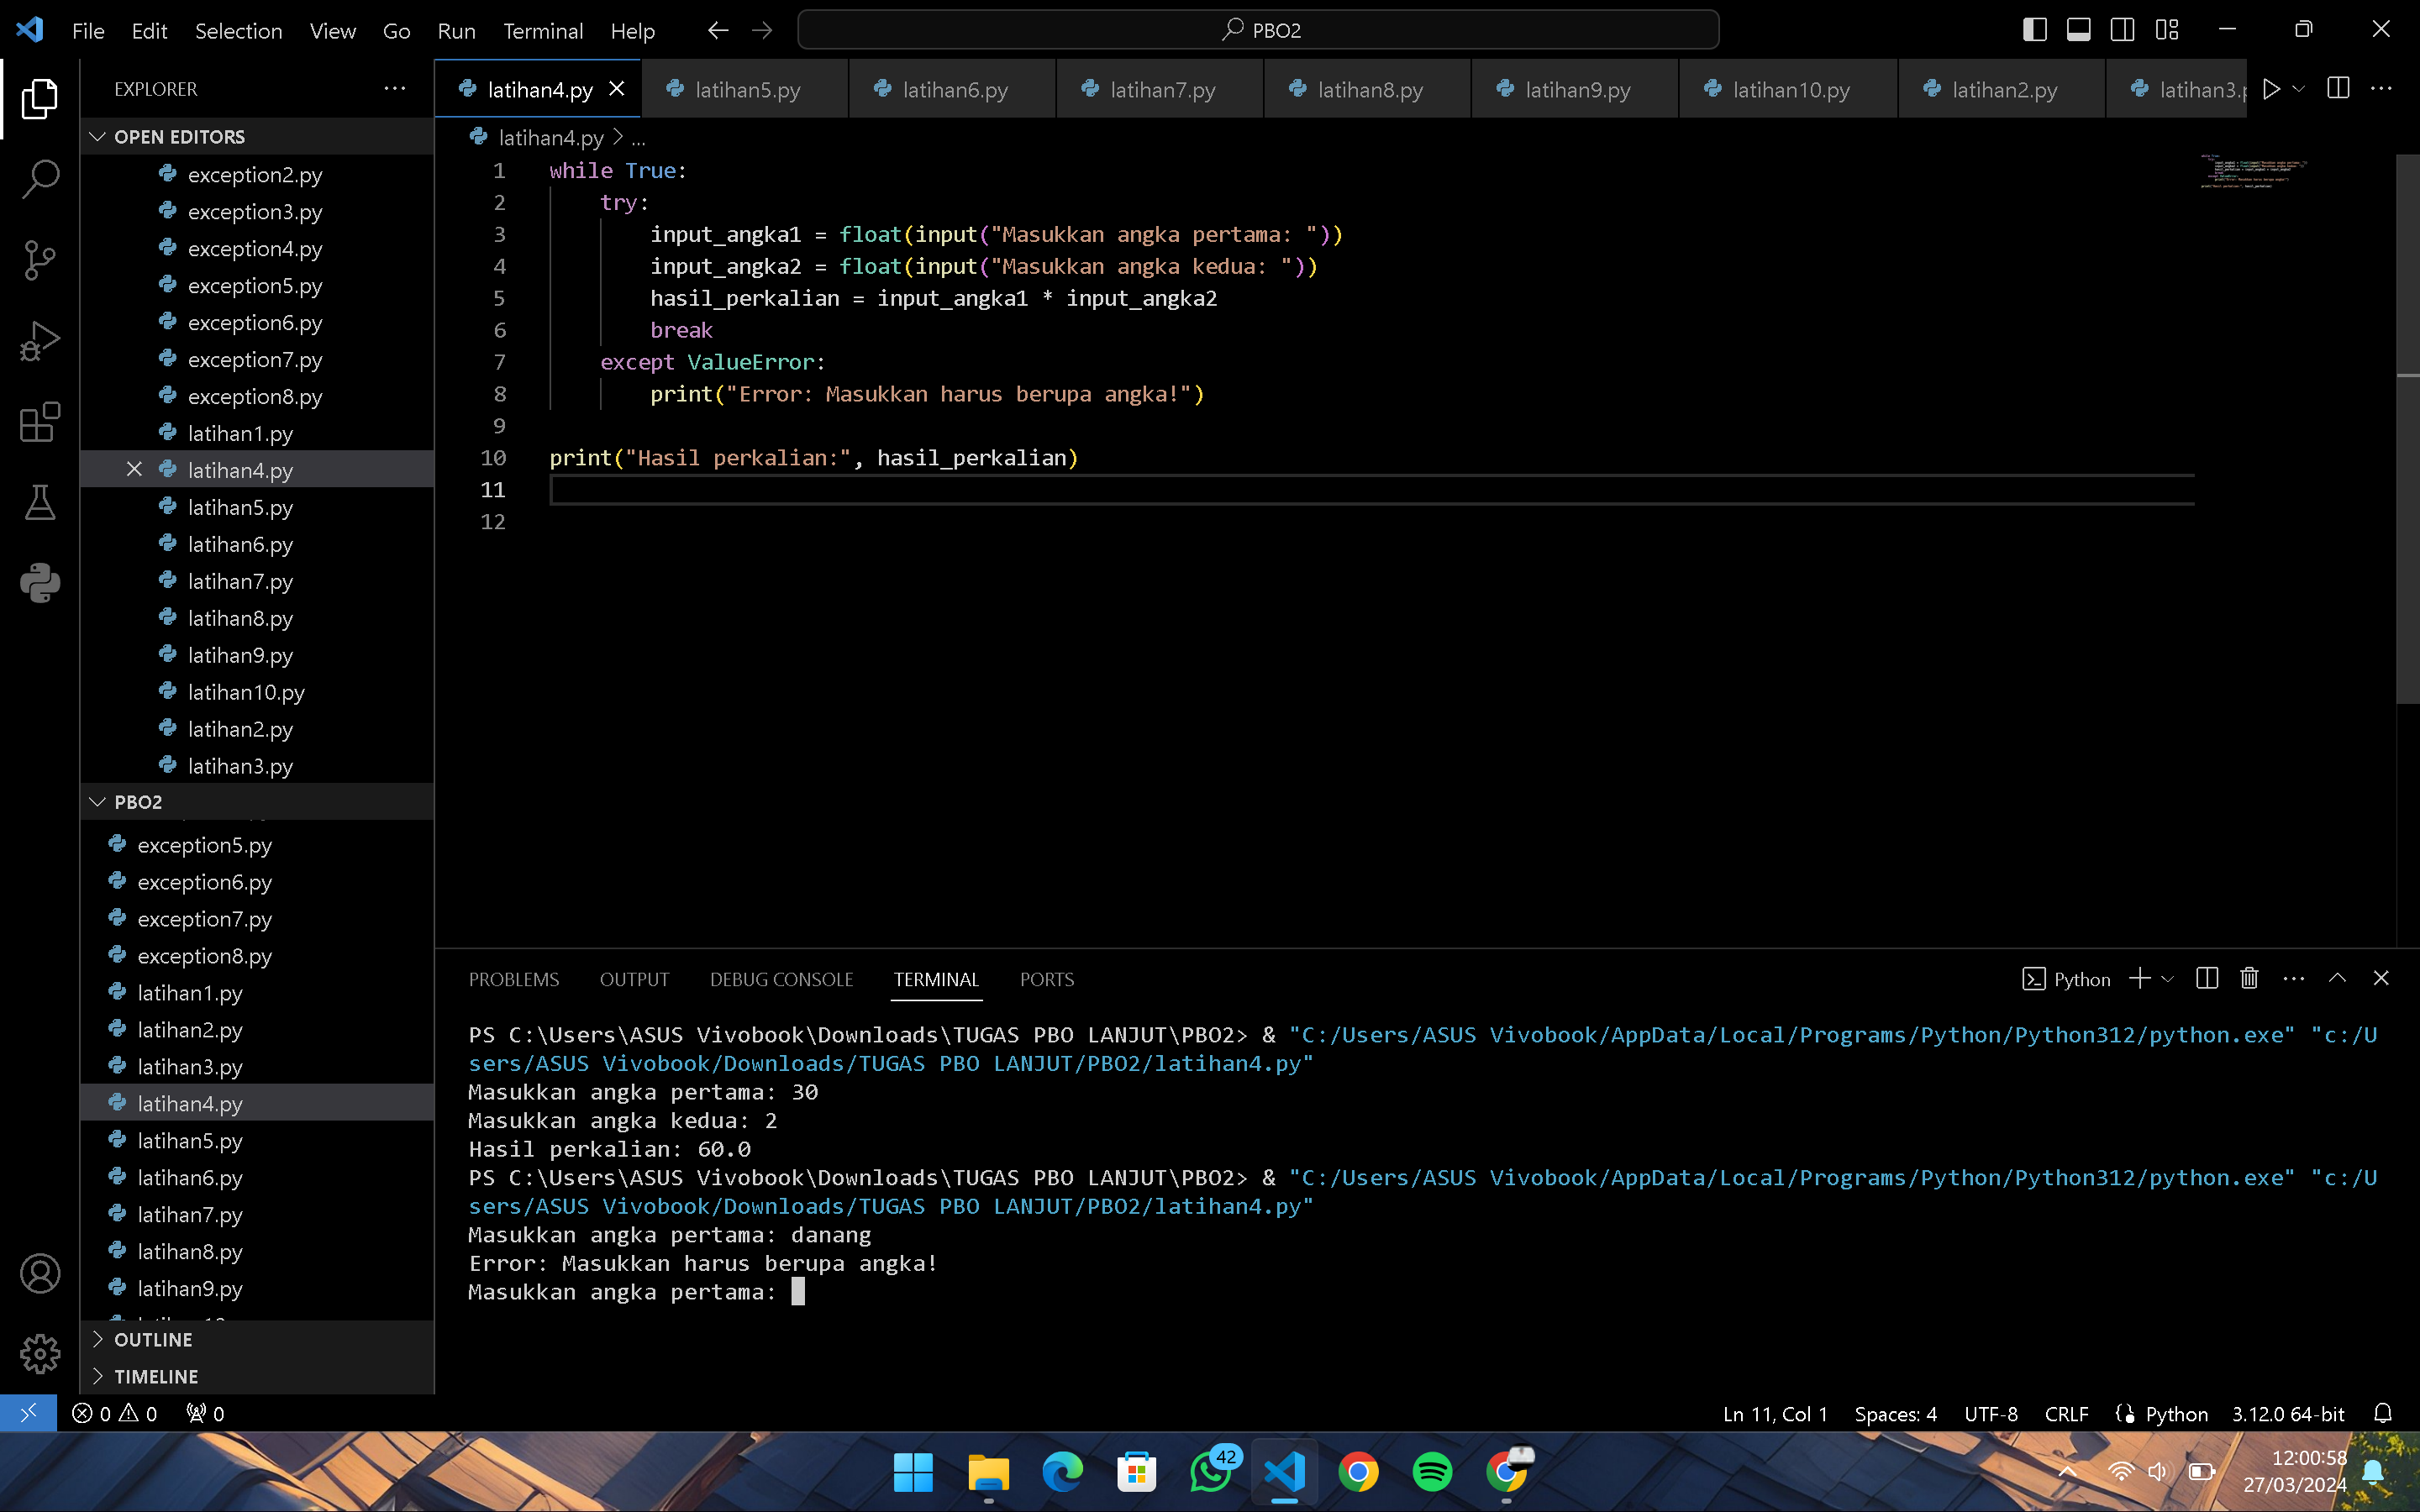 File Edit Selection View Go Run Terminal Help PBO2
EXPLORER
OPEN EDITORS
exception2.py
exception3.py
exception4.py
exception5.py
exception6.py
exception7.py
exception8.py
latihan1.py
latihan4.py
latihan5.py
latihan6.py
latihan7.py
latihan8.py
latihan9.py
latihan10.py
latihan2.py
latihan3.py
PBO2
exception5.py
exception6.py
exception7.py
exception8.py
latihan1.py
latihan2.py
latihan3.py
latihan4.py
latihan5.py
latihan6.py
latihan7.py
latihan8.py
latihan9.py
OUTLINE
TIMELINE
latihan4.py latihan5.py latihan6.py latihan7.py latihan8.py latihan9.py latihan10.py latihan2.py latihan3.p
latihan4.py > ...
1 while True:
2     try:
3         input_angka1 = float(input("Masukkan angka pertama: "))
4         input_angka2 = float(input("Masukkan angka kedua: "))
5         hasil_perkalian = input_angka1 * input_angka2
6         break
7     except ValueError:
8         print("Error: Masukkan harus berupa angka!")
9
10 print("Hasil perkalian:", hasil_perkalian)
11
12
PROBLEMS OUTPUT DEBUG CONSOLE TERMINAL PORTS Python
PS C:\Users\ASUS Vivobook\Downloads\TUGAS PBO LANJUT\PBO2> & "C:/Users/ASUS Vivobook/AppData/Local/Programs/Python/Python312/python.exe" "c:/U
sers/ASUS Vivobook/Downloads/TUGAS PBO LANJUT/PBO2/latihan4.py"
Masukkan angka pertama: 30
Masukkan angka kedua: 2
Hasil perkalian: 60.0
PS C:\Users\ASUS Vivobook\Downloads\TUGAS PBO LANJUT\PBO2> & "C:/Users/ASUS Vivobook/AppData/Local/Programs/Python/Python312/python.exe" "c:/U
sers/ASUS Vivobook/Downloads/TUGAS PBO LANJUT/PBO2/latihan4.py"
Masukkan angka pertama: danang
Error: Masukkan harus berupa angka!
Masukkan angka pertama:
0 0 0 Ln 11, Col 1 Spaces: 4 UTF-8 CRLF Python 3.12.0 64-bit
42
12:00:58
27/03/2024